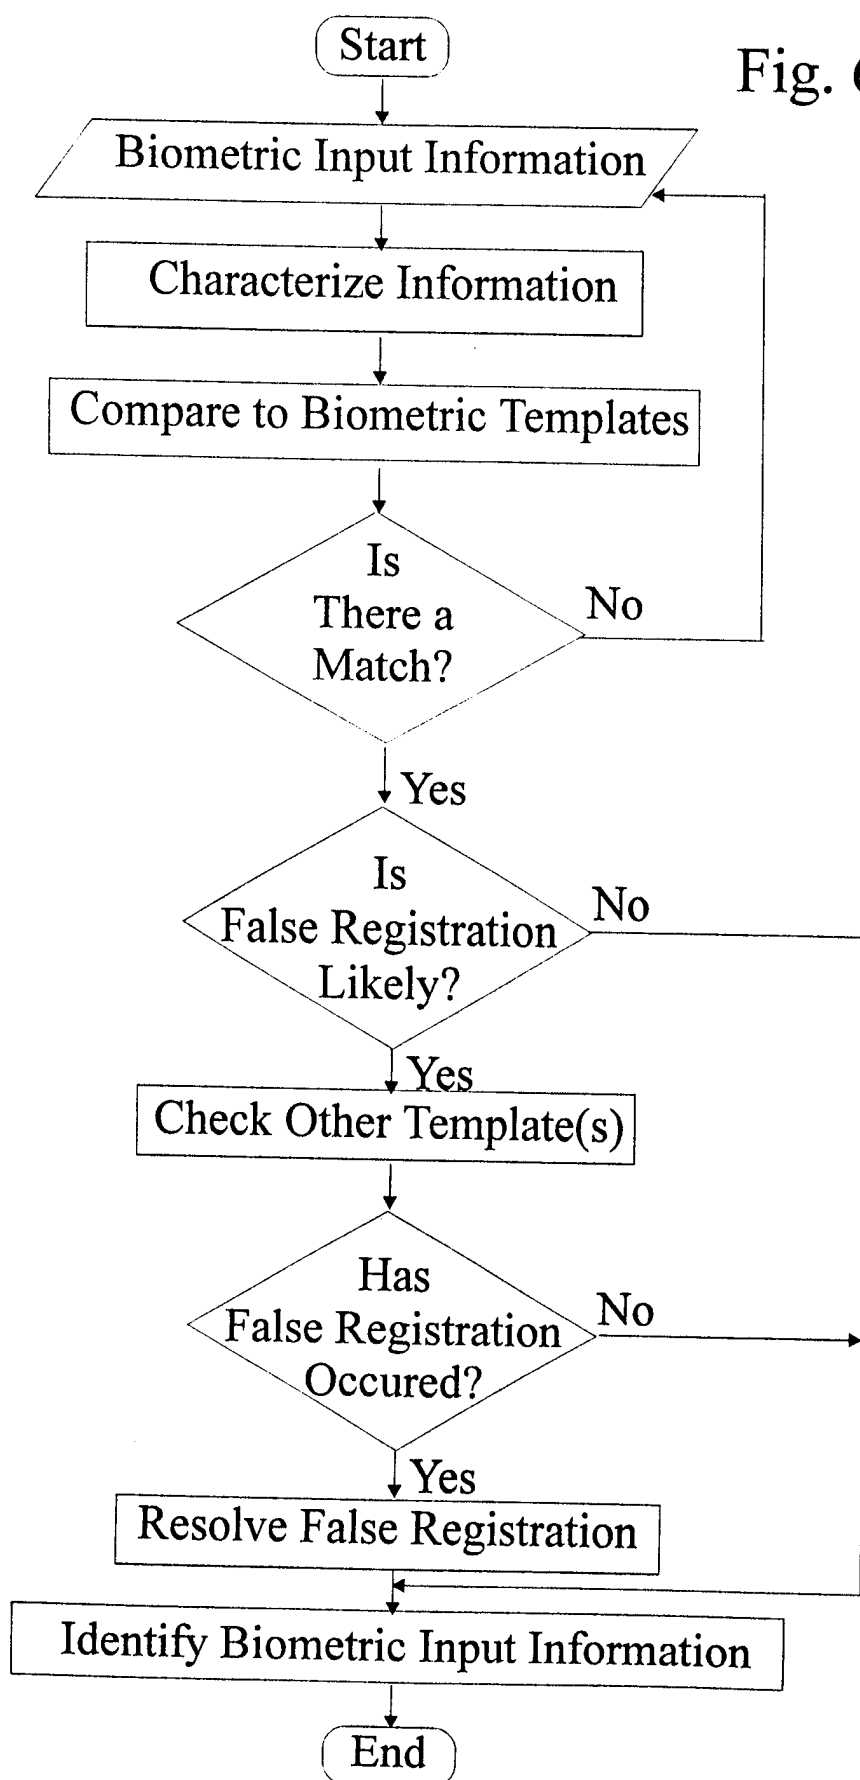 Start
Fig. 6
Biometric Input Information
Characterize Information
Compare to Biometric Templates
Is
There a
Match?
No
Yes
Is
False Registration
Likely?
No
Yes
Check Other Template(s)
Has
False Registration
Occured?
No
Yes
Resolve False Registration
Identify Biometric Input Information
End